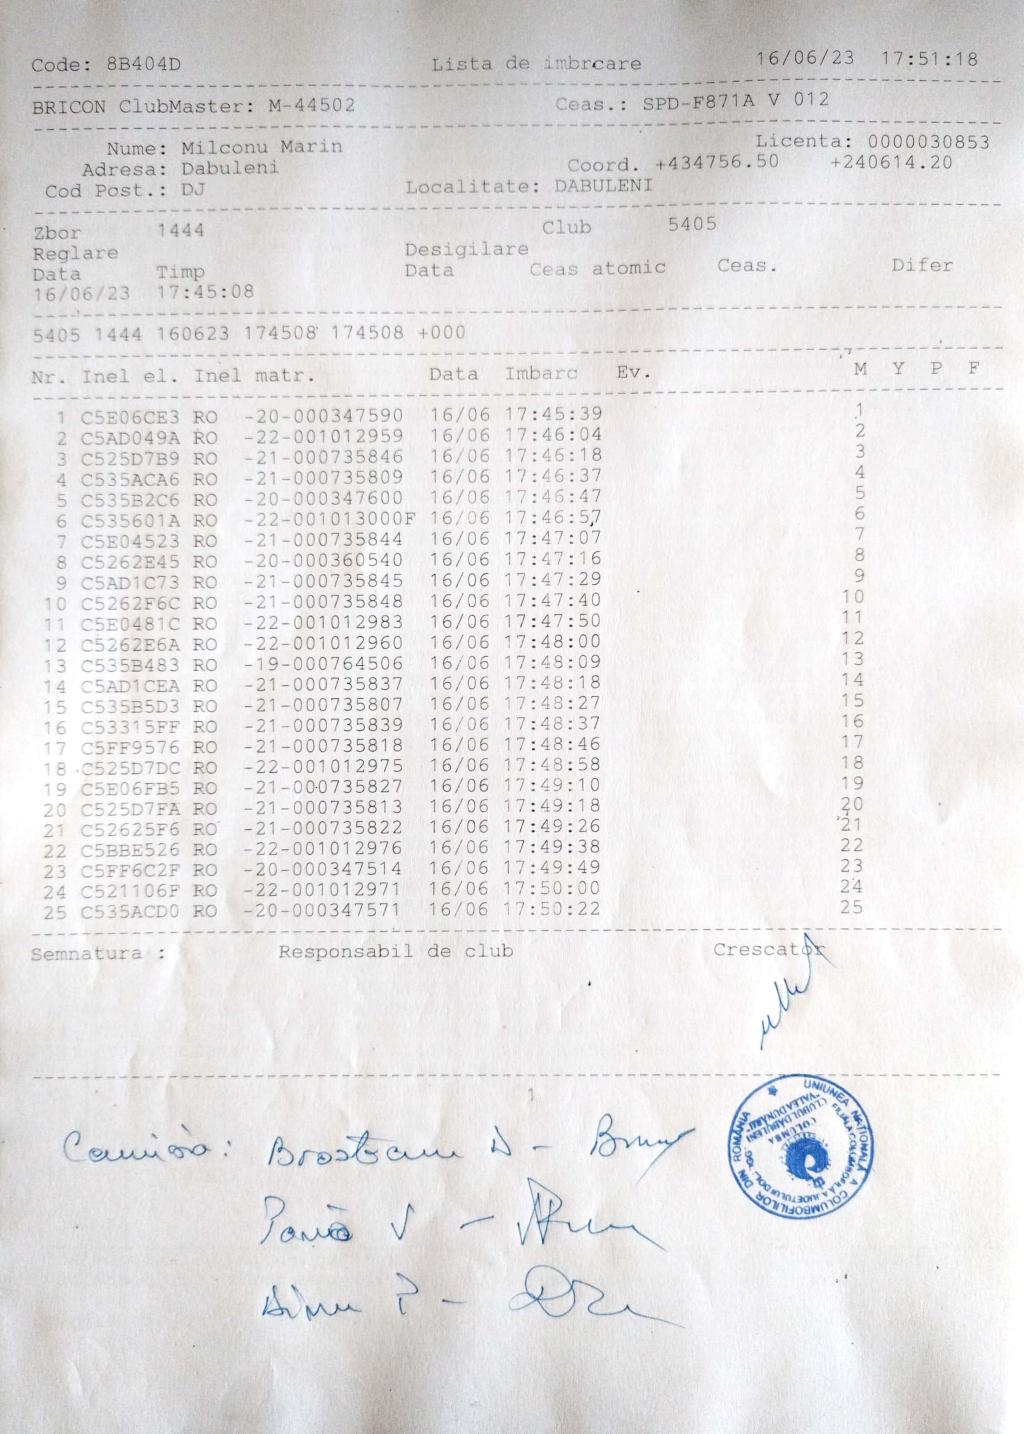 Code: 8B404D Lista de imbrcare 16/06/23 17:51:18
BRICON ClubMaster: M-44502 Ceas.: SPD-F871A V 012
Nume: Milconu Marin Licenta: 0000030853
Adresa: Dabuleni Coord. +434756.50 +240614.20
Cod Post.: DJ Localitate: DABULENI
Zbor 1444 Club 5405
Reglare Desigilare
Data Timp Data Ceas atomic Ceas. Difer
16/06/23 17:45:08
5405 1444 160623 174508 174508 +000
Nr. Inel el. Inel matr. Data Imbarc Ev. M Y P F
1 C5E06CE3 RO -20-000347590 16/06 17:45:39 1
2 C5AD049A RO -22-001012959 16/06 17:46:04 2
3 C525D7B9 RO -21-000735846 16/06 17:46:18 3
4 C535ACA6 RO -21-000735809 16/06 17:46:37 4
5 C535B2C6 RO -20-000347600 16/06 17:46:47 5
6 C535601A RO -22-001013000F 16/06 17:46:57 6
7 C5E04523 RO -21-000735844 16/06 17:47:07 7
8 C5262E45 RO -20-000360540 16/06 17:47:16 8
9 C5AD1C73 RO -21-000735845 16/06 17:47:29 9
10 C5262F6C RO -21-000735848 16/06 17:47:40 10
11 C5E0481C RO -22-001012983 16/06 17:47:50 11
12 C5262E6A RO -22-001012960 16/06 17:48:00 12
13 C535B483 RO -19-000764506 16/06 17:48:09 13
14 C5AD1CEA RO -21-000735837 16/06 17:48:18 14
15 C535B5D3 RO -21-000735807 16/06 17:48:27 15
16 C53315FF RO -21-000735839 16/06 17:48:37 16
17 C5FF9576 RO -21-000735818 16/06 17:48:46 17
18 C525D7DC RO -22-001012975 16/06 17:48:58 18
19 C5E06FB5 RO -21-000735827 16/06 17:49:10 19
20 C525D7FA RO -21-000735813 16/06 17:49:18 20
21 C52625F6 RO -21-000735822 16/06 17:49:26 21
22 C5BBE526 RO -22-001012976 16/06 17:49:38 22
23 C5FF6C2F RO -20-000347514 16/06 17:49:49 23
24 C521106F RO -22-001012971 16/06 17:50:00 24
25 C535ACD0 RO -20-000347571 16/06 17:50:22 25
Semnatura : Responsabil de club Crescator
1
UNIUNEA NATIONALĂ A COLUMBOFILILOR DIN ROMÂNIA
CLUBUL DABULENI